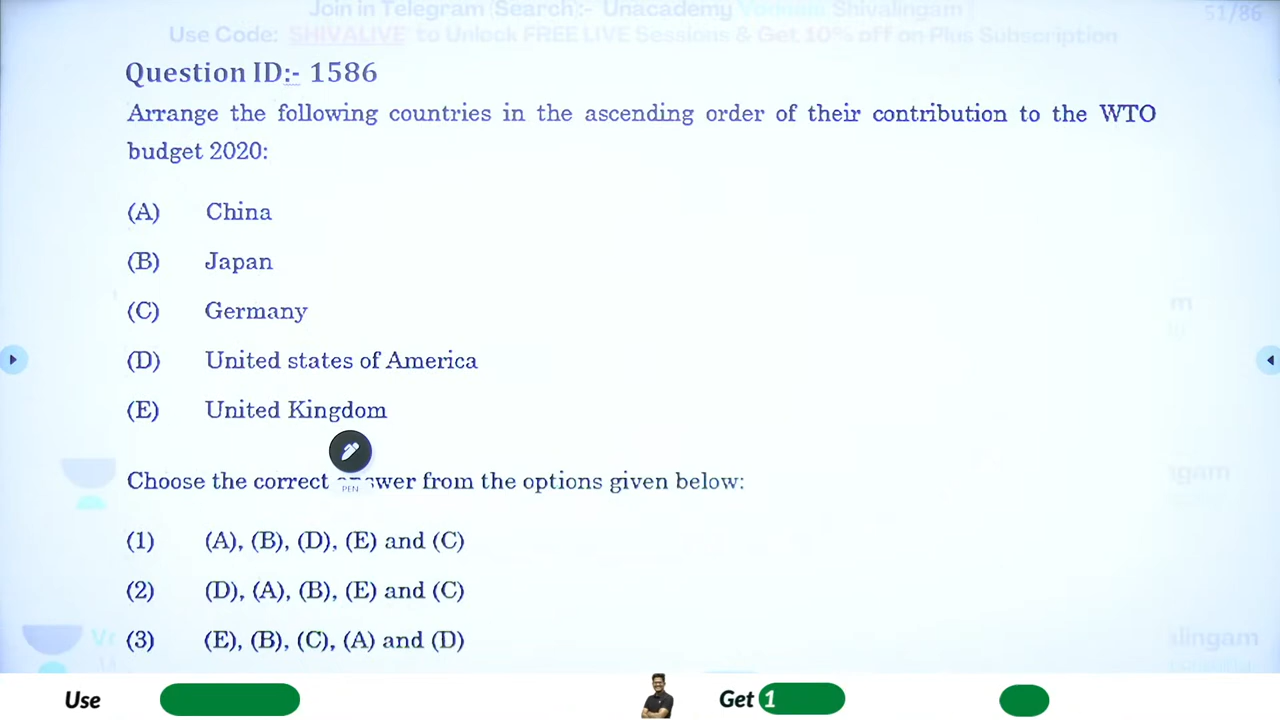 Join in Telegram (Search):- Unacademy Vadnam Shivalingam
51/86
Use Code: SHIVALIVE to Unlock FREE LIVE Sessions & Get 10% off on Plus Subscription
Question ID:- 1586
Arrange the following countries in the ascending order of their contribution to the WTO
budget 2020:
(A) China
(B) Japan
(C) Germany
(D) United states of America
(E) United Kingdom
PEN
Choose the correct answer from the options given below:
(1) (A), (B), (D), (E) and (C)
(2) (D), (A), (B), (E) and (C)
(3) (E), (B), (C), (A) and (D)
Use
Get 1